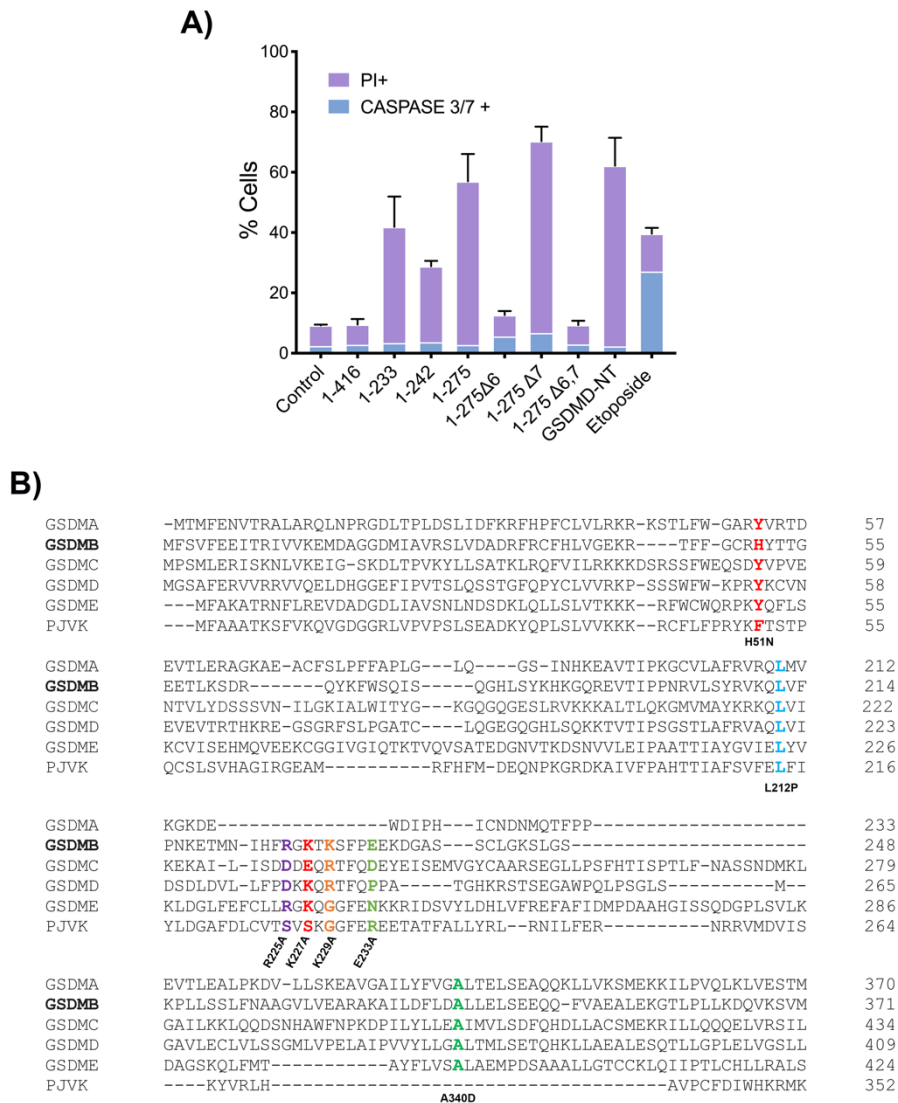 A)
100
80
60
40
20
0
% Cells
PI+
CASPASE 3/7 +
Control
1-416
1-233
1-242
1-275
1-275Δ6
1-275 Δ7
1-275 Δ6,7
GSDMD-NT
Etoposide
B)
GSDMA -MTMFENVTRALARQLNPRGDLTPLDSLIDFKRFHPFCLVLRKR-KSTLFW-GARYVRTD 57
GSDMB MFSVFEEITRIVVKEMDAGGDMIAVRSLVDADRFRCFHLVGEKR---TFF-GCRHYTTG 55
GSDMC MPSMLERISKNLVKEIG-SKDLTPVKYLLSATKLRQFVILRKKKDSRSSFWEQSDYVPVE 59
GSDMD MGSAFERVVRRVVQELDHGGEFIPVTSLQSSTGFQPYCLVVRKP-SSSWFW-KPRYKCVN 58
GSDME ---MFAKATRNFLREVDADGDLIAVSNLNDSDKLQLLSLVTKKK--RFWCWQRPKYQFLS 55
PJVK ---MFAAATKSFVKQVGDGGRLVPVPSLSEADKYQPLSLVVKKK--RCFLFPRYKFTSTP 55
H51N
GSDMA EVTLERAGKAE-ACFSLPFFAPLG---LQ---GS-INHKEAVTIPKGCVLAFRVRQLMV 212
GSDMB EETLKSDR-------QYKFWSQIS----QGHLSYKHKGQREVTIPPNRVLSYRVKQLVF 214
GSDMC NTVLYDSSSVN-ILGKIALWITYG---KGQGQGESLRVKKKALTLQKGMVMAYKRKQLVI 222
GSDMD EVEVTRTHKRE-GSGRFSLPGATC---LQGEGQGHLSQKKTVTIPSGSTLAFRVAQLVI 223
GSDME KCVISEHMQVEEKCGGIVGIQTKTVQVSATEDGNVTKDSNVVLEIPAATTIAYGVIELYV 226
PJVK QCSLSVHAGIRGEAM----------RFHFM-DEQNPKGRDKAIVFPAHTTIAFSVFELFI 216
L212P
GSDMA KGKDE----------------WDIPH--ICNDNMQTFPP---------------- 233
GSDMB PNKETMN-IHFRGKTKSFPEEKDGAS----SCLGKSLGS---------------- 248
GSDMC KEKAI-L-ISDDDEQRTFQDEYEISEMVGYCAARSEGLLPSFHTISPTLF-NASSNDMKL 279
GSDMD DSDLDVL-LFPDKKQRTFQPPA----TGHKRSTSEGAWPQLPSGLS--------M------ 265
GSDME KLDGLFEFCLLRGKQGGFENKKRIDSVYLDHLVFREFAFIDMPDAAHGISSQDGPLSVLK 286
PJVK YLDGAFDLCVTSVSKGGFEREETATFALLYRL---RNILFER-------NRRVMDVI 264
R225A K227A K229A E233A
GSDMA EVTLEALPKDV-LLSKEAVGAILYFVGALTELSEAQQKLLVKSMEKKILPVQLKLVESTM 370
GSDMB KPLLSSLFNAAGVLVEARAKAILDFLDALLELSEEQQ-FVAEALEKGTLPLLKDQVKSVM 371
GSDMC GAILKKLQQDSNHAWFNPKDPILYLLEAIMVLSDFQHDLLACSMEKRILLQQQELVRSIL 434
GSDMD GAVLECLVLSSGMLVPELAIPVVYLLGALTMLSETQHKLLAEALESQTLLGPLELVGSLL 409
GSDME DAGSKQLFMT----------AYFLVSALAEMPDSAAALLGTCCKLQIIPTLCHLLRALS 424
PJVK -----KYVRLH--------------------------------AVPCFDIWHKRMK 352
A340D